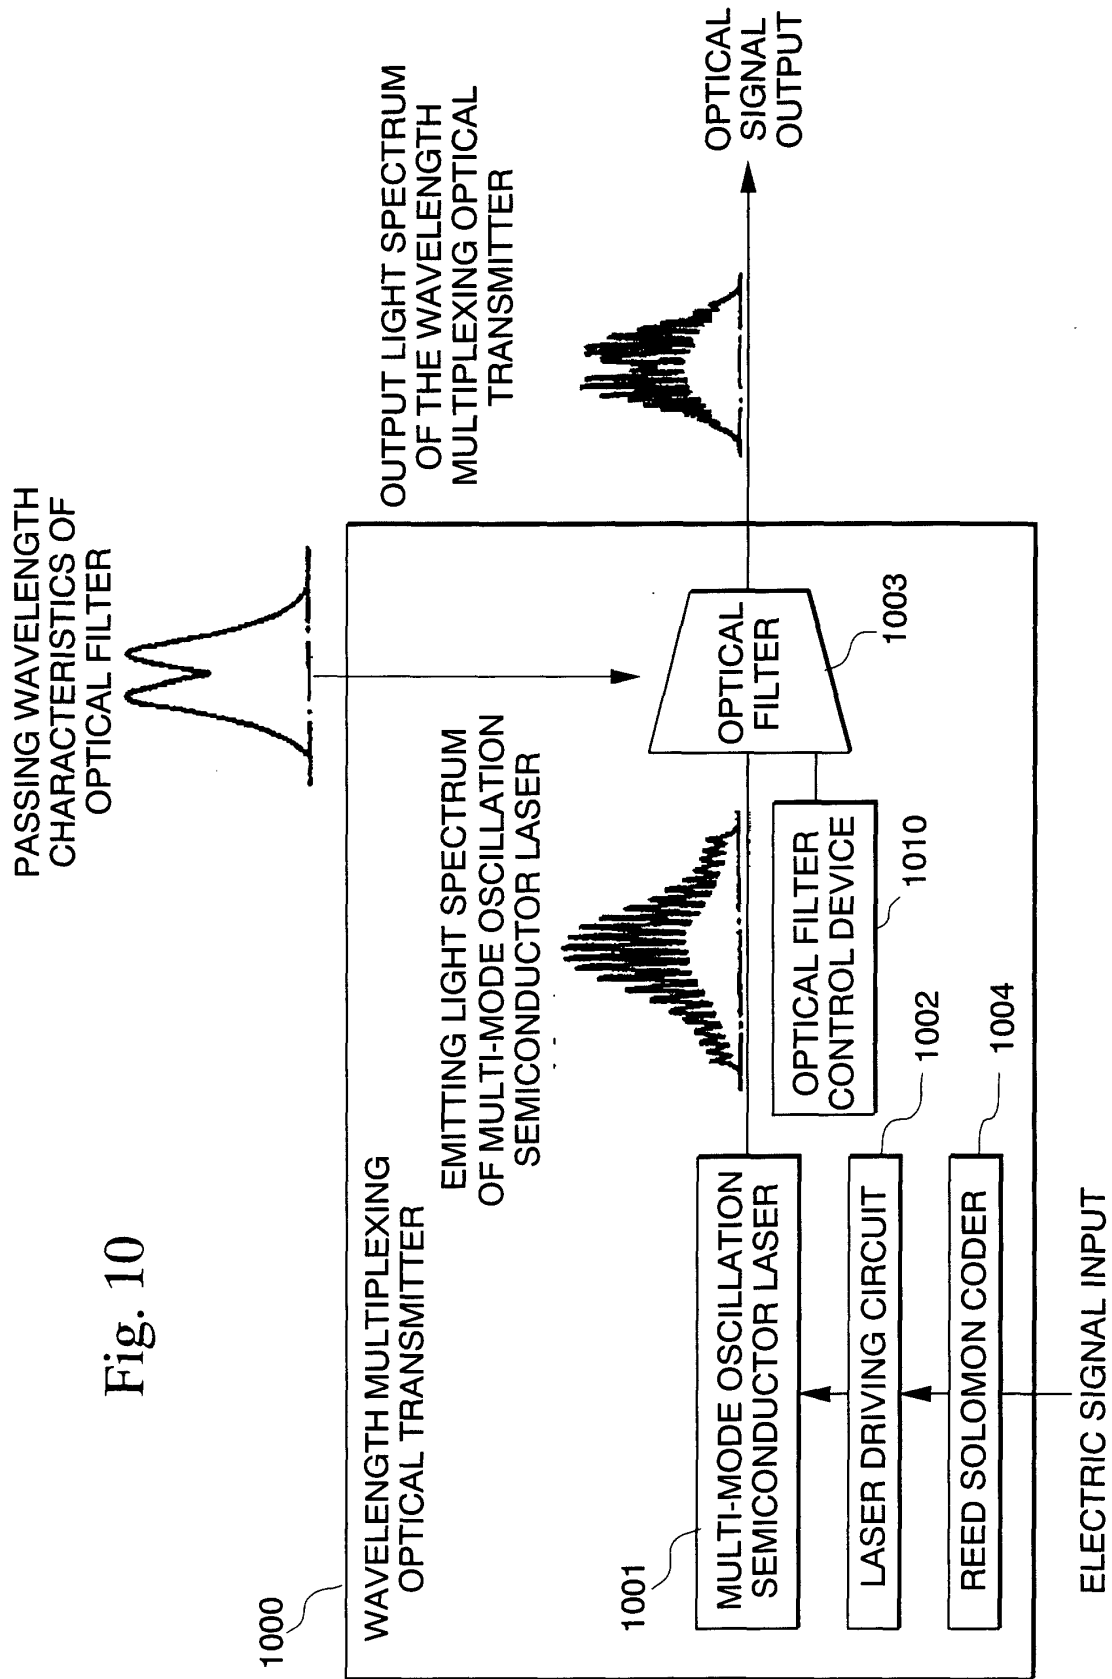 Fig. 10
PASSING WAVELENGTH
CHARACTERISTICS OF
OPTICAL FILTER
1000
WAVELENGTH MULTIPLEXING
OPTICAL TRANSMITTER
EMITTING LIGHT SPECTRUM
OF MULTI-MODE OSCILLATION
SEMICONDUCTOR LASER
OUTPUT LIGHT SPECTRUM
OF THE WAVELENGTH
MULTIPLEXING OPTICAL
TRANSMITTER
1001
MULTI-MODE OSCILLATION
SEMICONDUCTOR LASER
OPTICAL
FILTER
1003
OPTICAL
SIGNAL
OUTPUT
OPTICAL FILTER
CONTROL DEVICE
1010
LASER DRIVING CIRCUIT
1002
REED SOLOMON CODER
1004
ELECTRIC SIGNAL INPUT